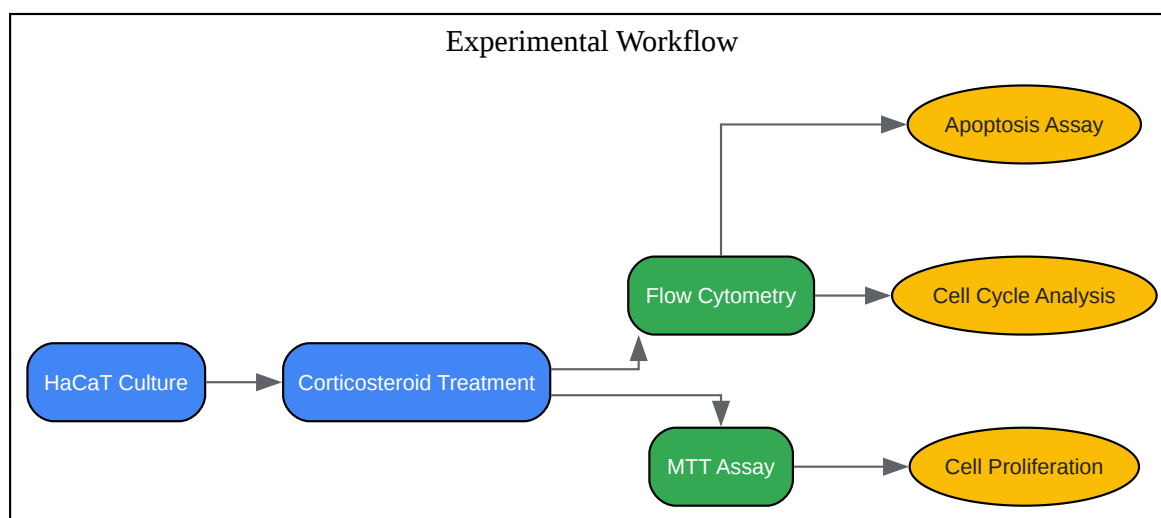 Experimental Workflow
Apoptosis Assay
Flow Cytometry
Cell Cycle Analysis
HaCaT Culture
Corticosteroid Treatment
MTT Assay
Cell Proliferation